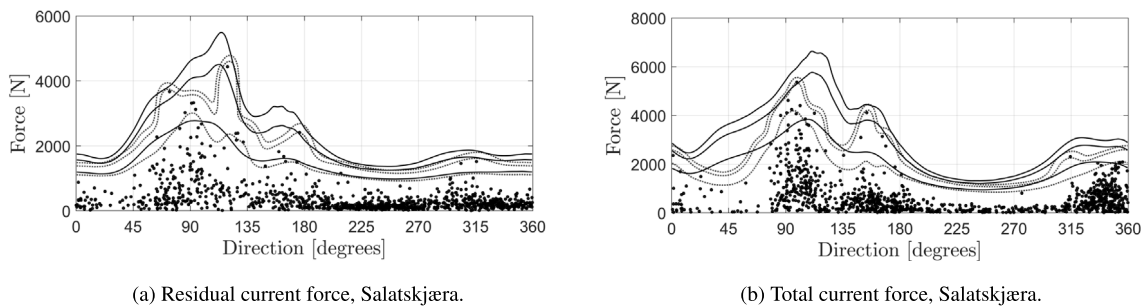 6000
4000
2000
0
Force [N]
0 45 90 135 180 225 270 315 360
Direction [degrees]
(a) Residual current force, Salatskjæra.
8000
6000
4000
2000
0
Force [N]
0 45 90 135 180 225 270 315 360
Direction [degrees]
(b) Total current force, Salatskjæra.